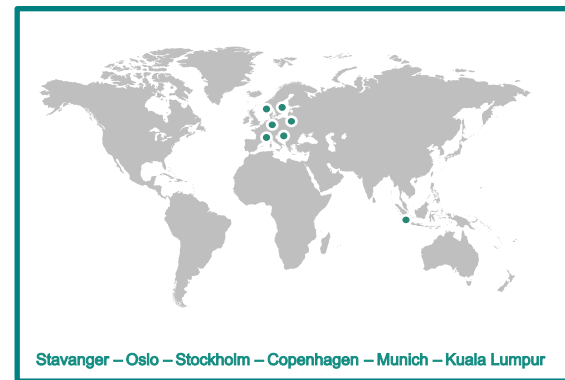 Stavanger – Oslo – Stockholm – Copenhagen – Munich – Kuala Lumpur